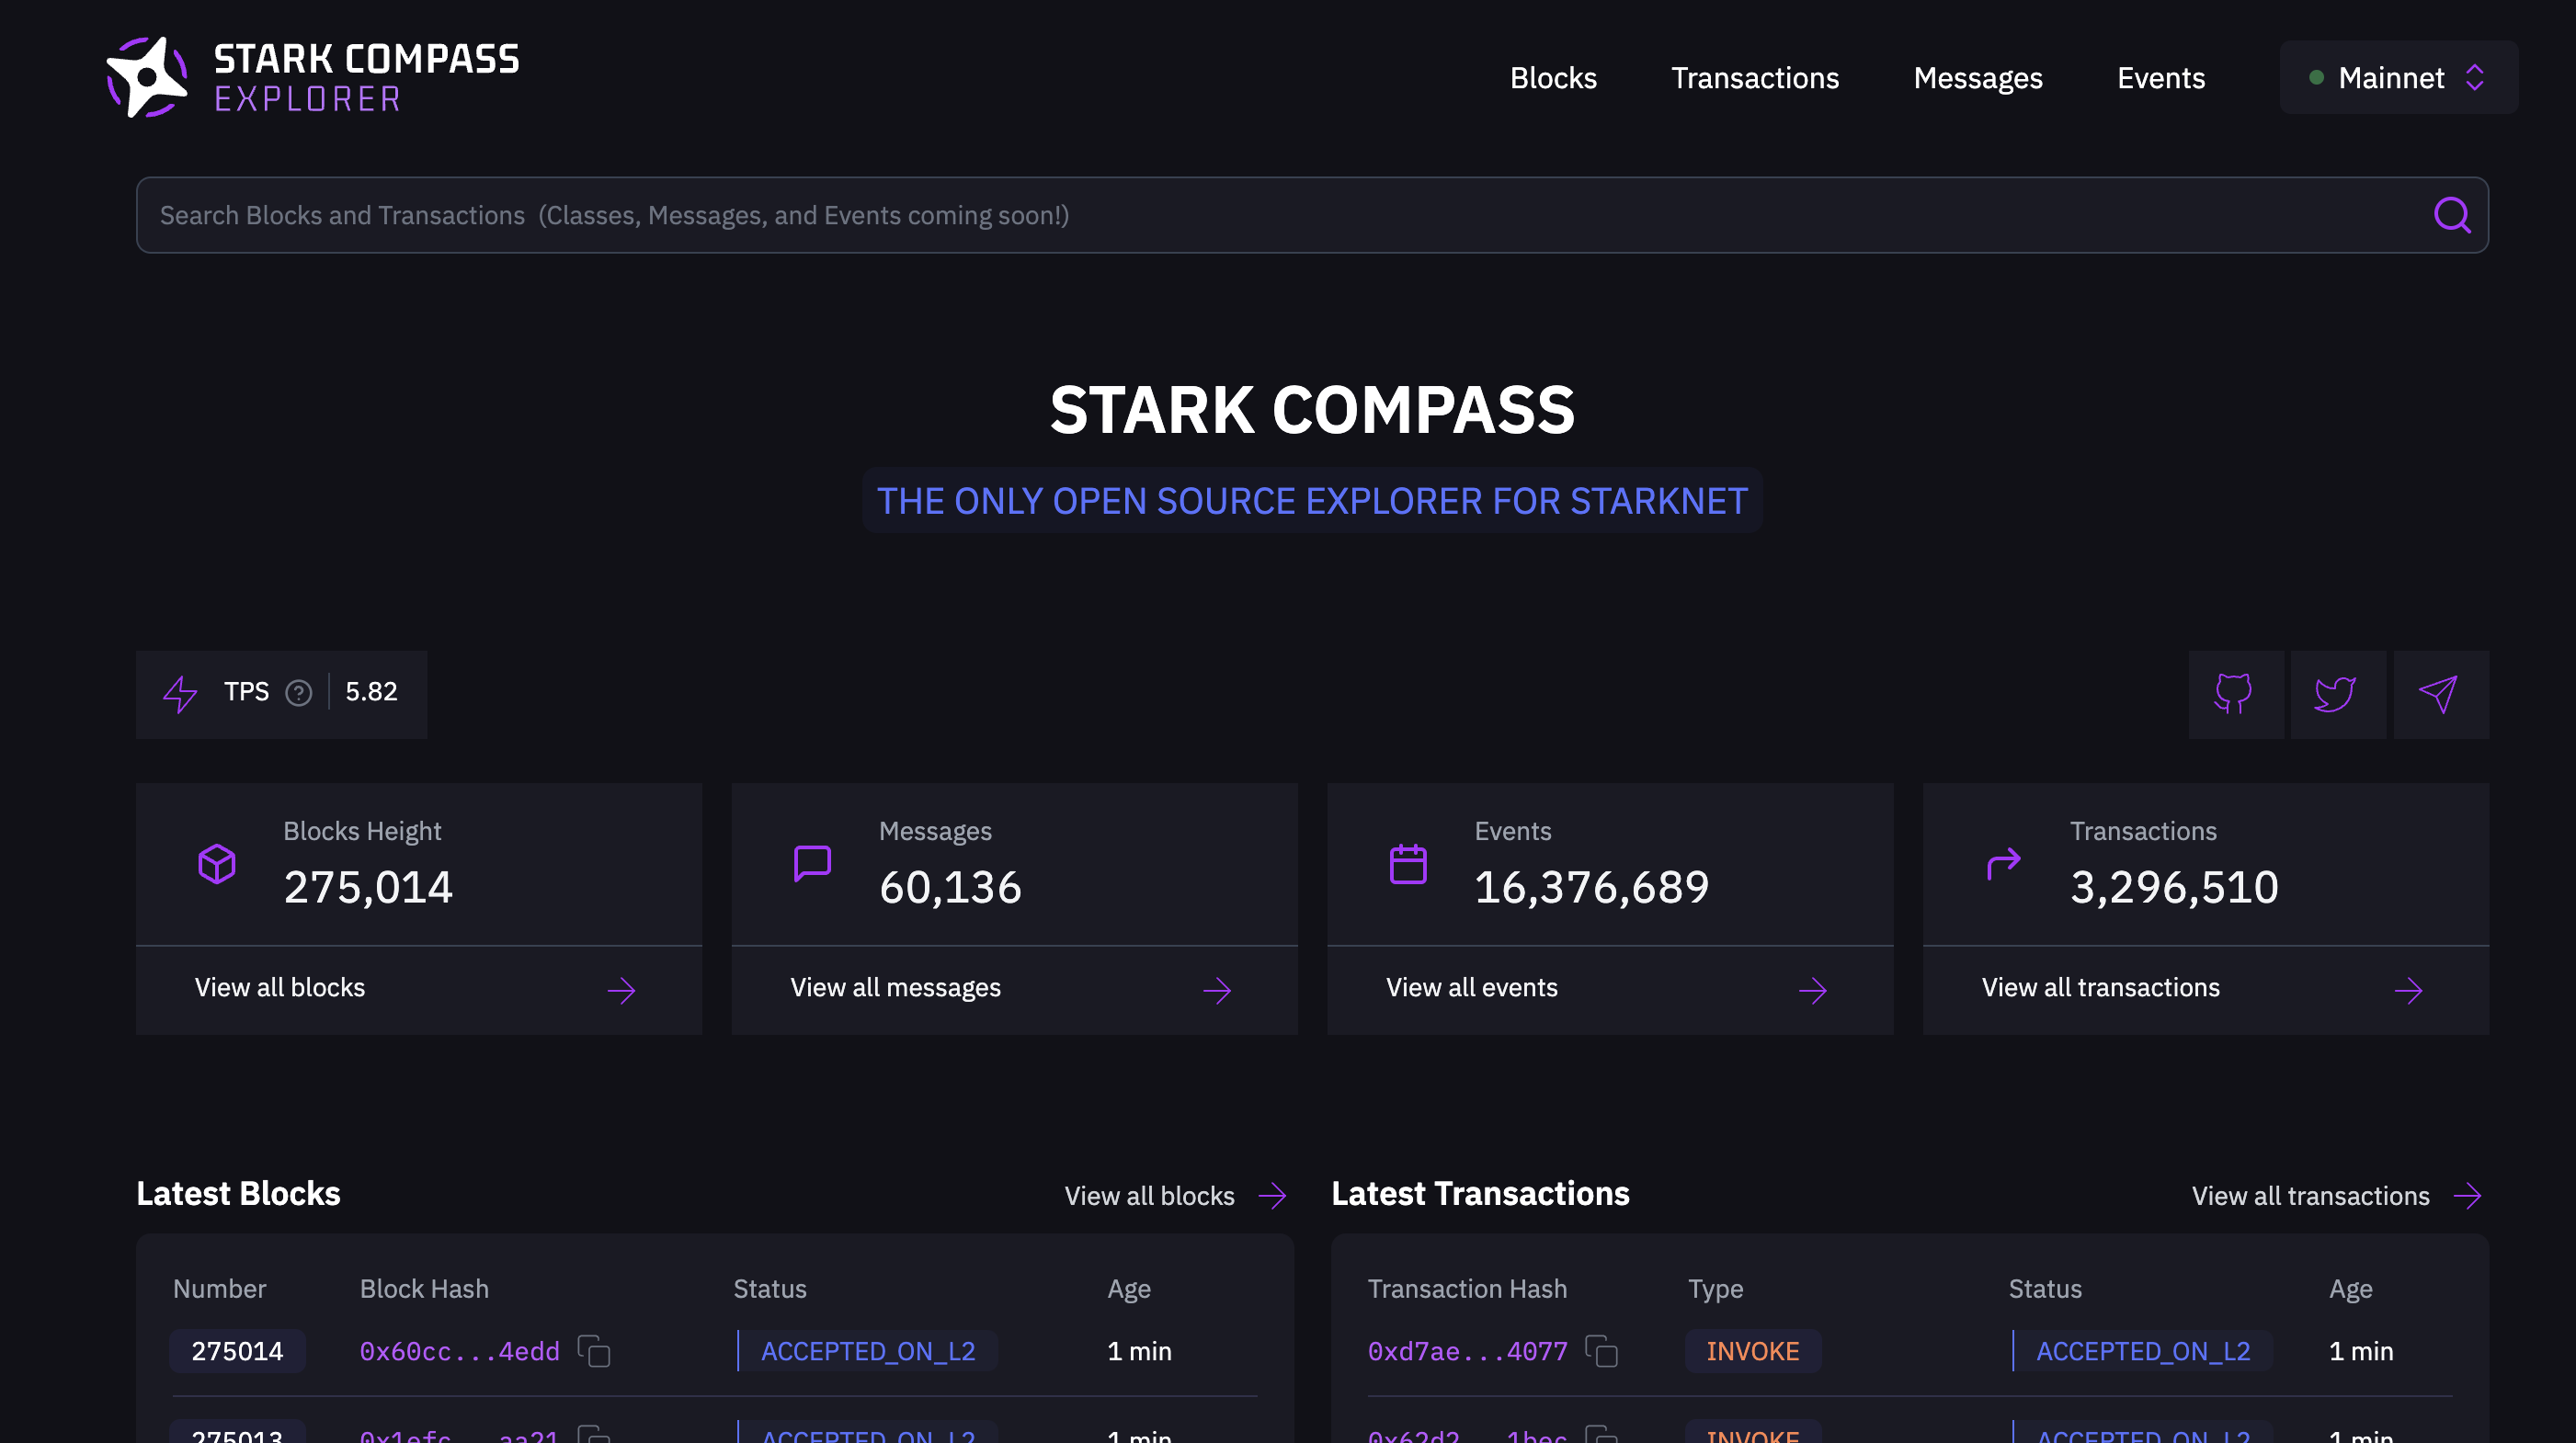 STARK COMPASS
EXPLORER
Blocks Transactions Messages Events Mainnet
Search Blocks and Transactions (Classes, Messages, and Events coming soon!)
STARK COMPASS
THE ONLY OPEN SOURCE EXPLORER FOR STARKNET
TPS ? 5.82
Blocks Height
275,014
View all blocks
Messages
60,136
View all messages
Events
16,376,689
View all events
Transactions
3,296,510
View all transactions
Latest Blocks View all blocks
Number Block Hash Status Age
275014 0x60cc...4edd ACCEPTED_ON_L2 1 min
275013 0x1efc...aa21 ACCEPTED_ON_L2 1 min
Latest Transactions View all transactions
Transaction Hash Type Status Age
0xd7ae...4077 INVOKE ACCEPTED_ON_L2 1 min
0x62d2...1bec INVOKE ACCEPTED_ON_L2 1 min